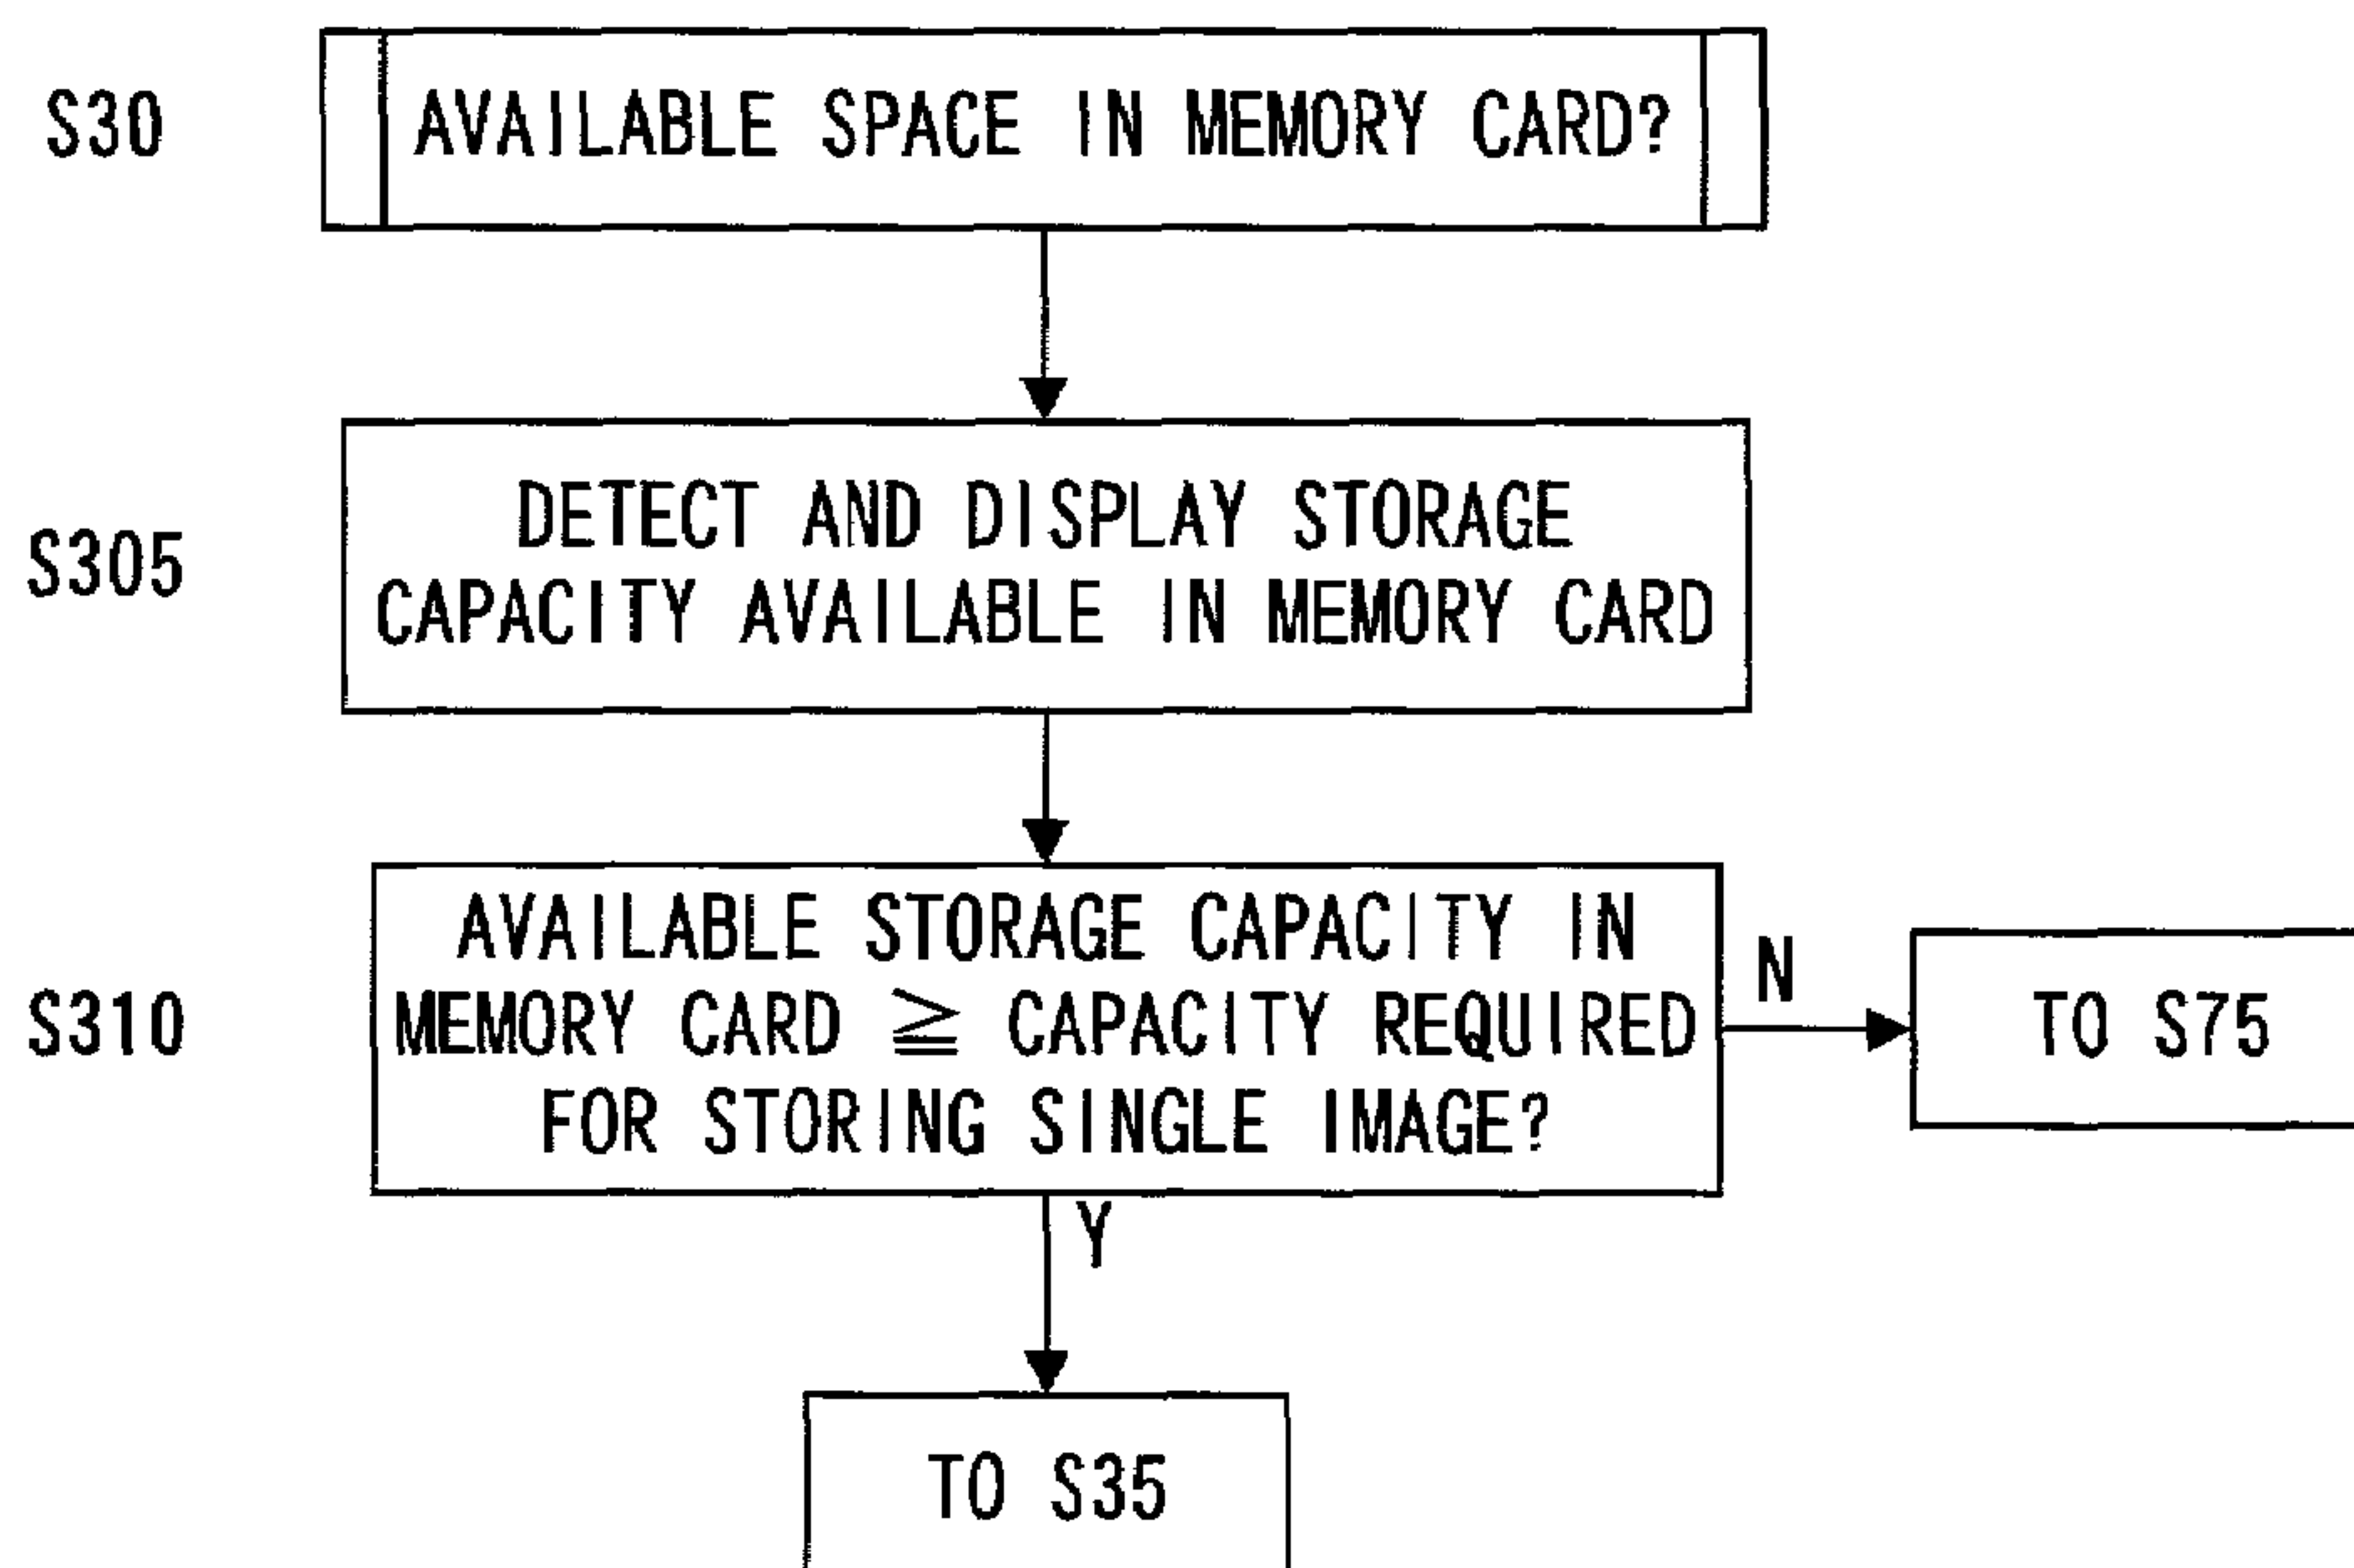 S30
AVAILABLE SPACE IN MEMORY CARD?
S305
DETECT AND DISPLAY STORAGE
CAPACITY AVAILABLE IN MEMORY CARD
S310
AVAILABLE STORAGE CAPACITY IN
MEMORY CARD ≧ CAPACITY REQUIRED
FOR STORING SINGLE IMAGE?
N
TO S75
Y
TO S35